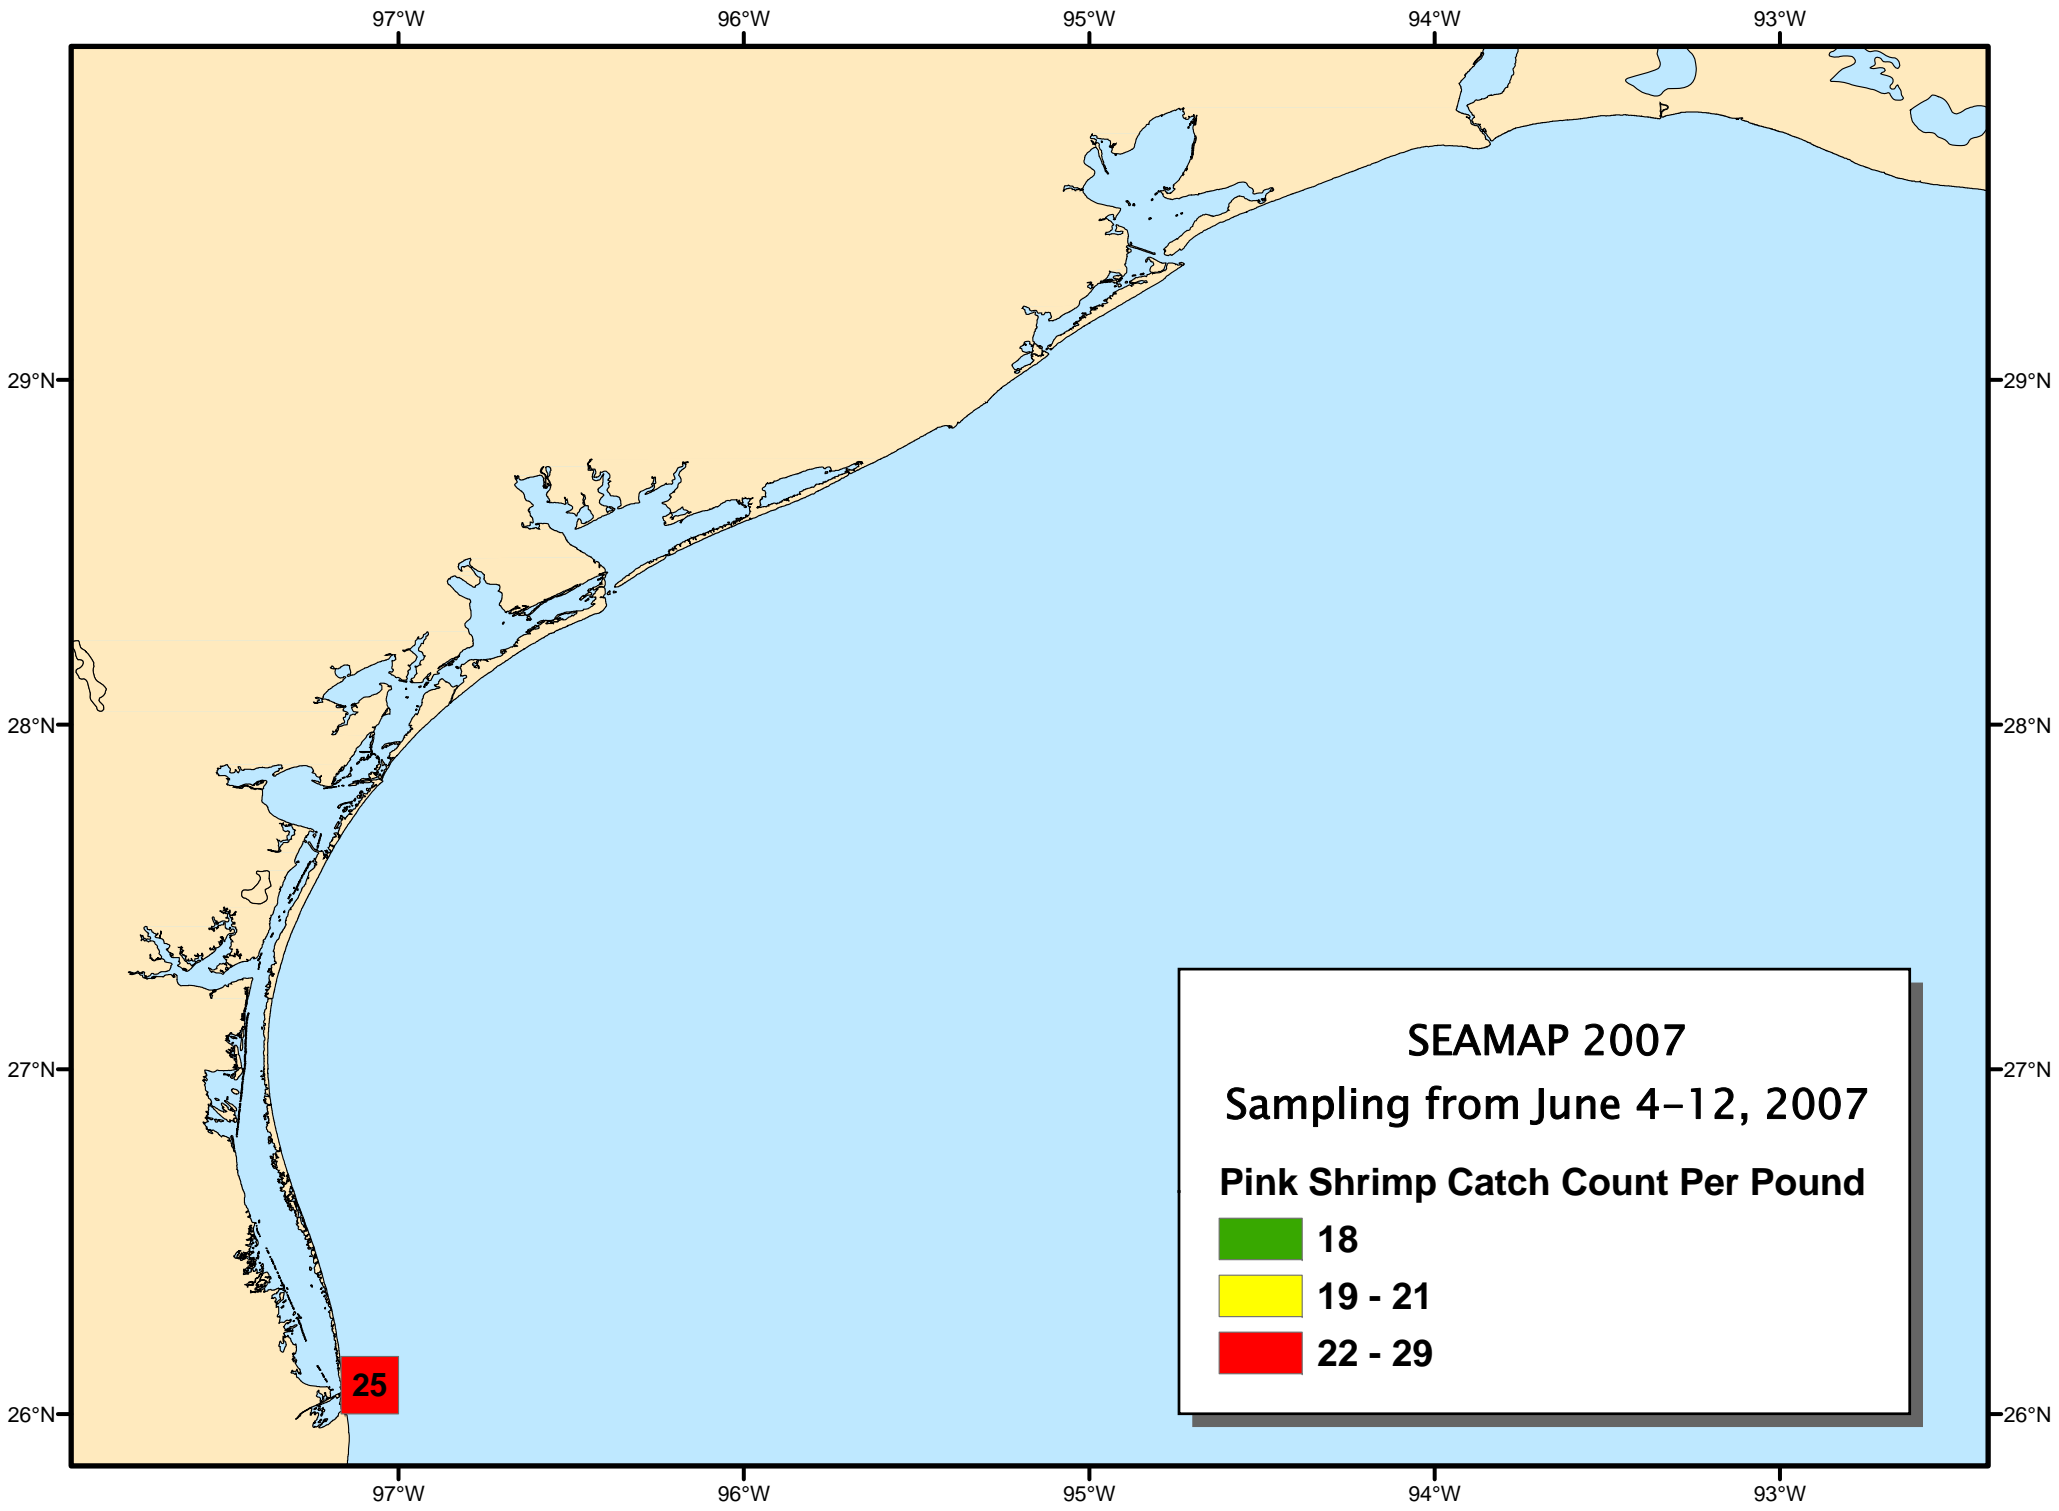 97°W 96°W 95°W 94°W 93°W
29°N 29°N
28°N 28°N
27°N 27°N
SEAMAP 2007
Sampling from June 4-12, 2007
Pink Shrimp Catch Count Per Pound
18
19 - 21
22 - 29
25
26°N 26°N
97°W 96°W 95°W 94°W 93°W